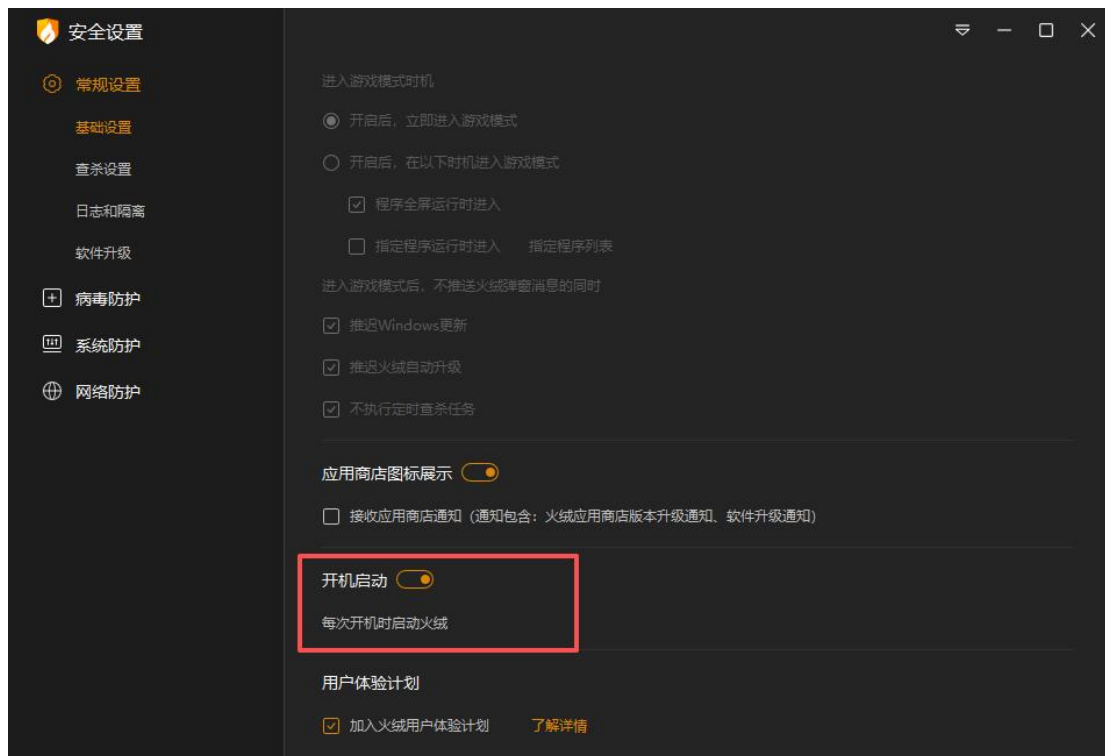 安全设置
常规设置
基础设置
查杀设置
日志和隔离
软件升级
病毒防护
系统防护
网络防护
进入游戏模式时机
开启后，立即进入游戏模式
开启后，在以下时机进入游戏模式
程序全屏运行时进入
指定程序运行时进入 指定程序列表
进入游戏模式后，不推送火绒弹窗消息的同时
推迟Windows更新
推迟火绒自动升级
不执行定时查杀任务
应用商店图标展示
接收应用商店通知（通知包含：火绒应用商店版本升级通知、软件升级通知）
开机启动
每次开机时启动火绒
用户体验计划
加入火绒用户体验计划 了解详情